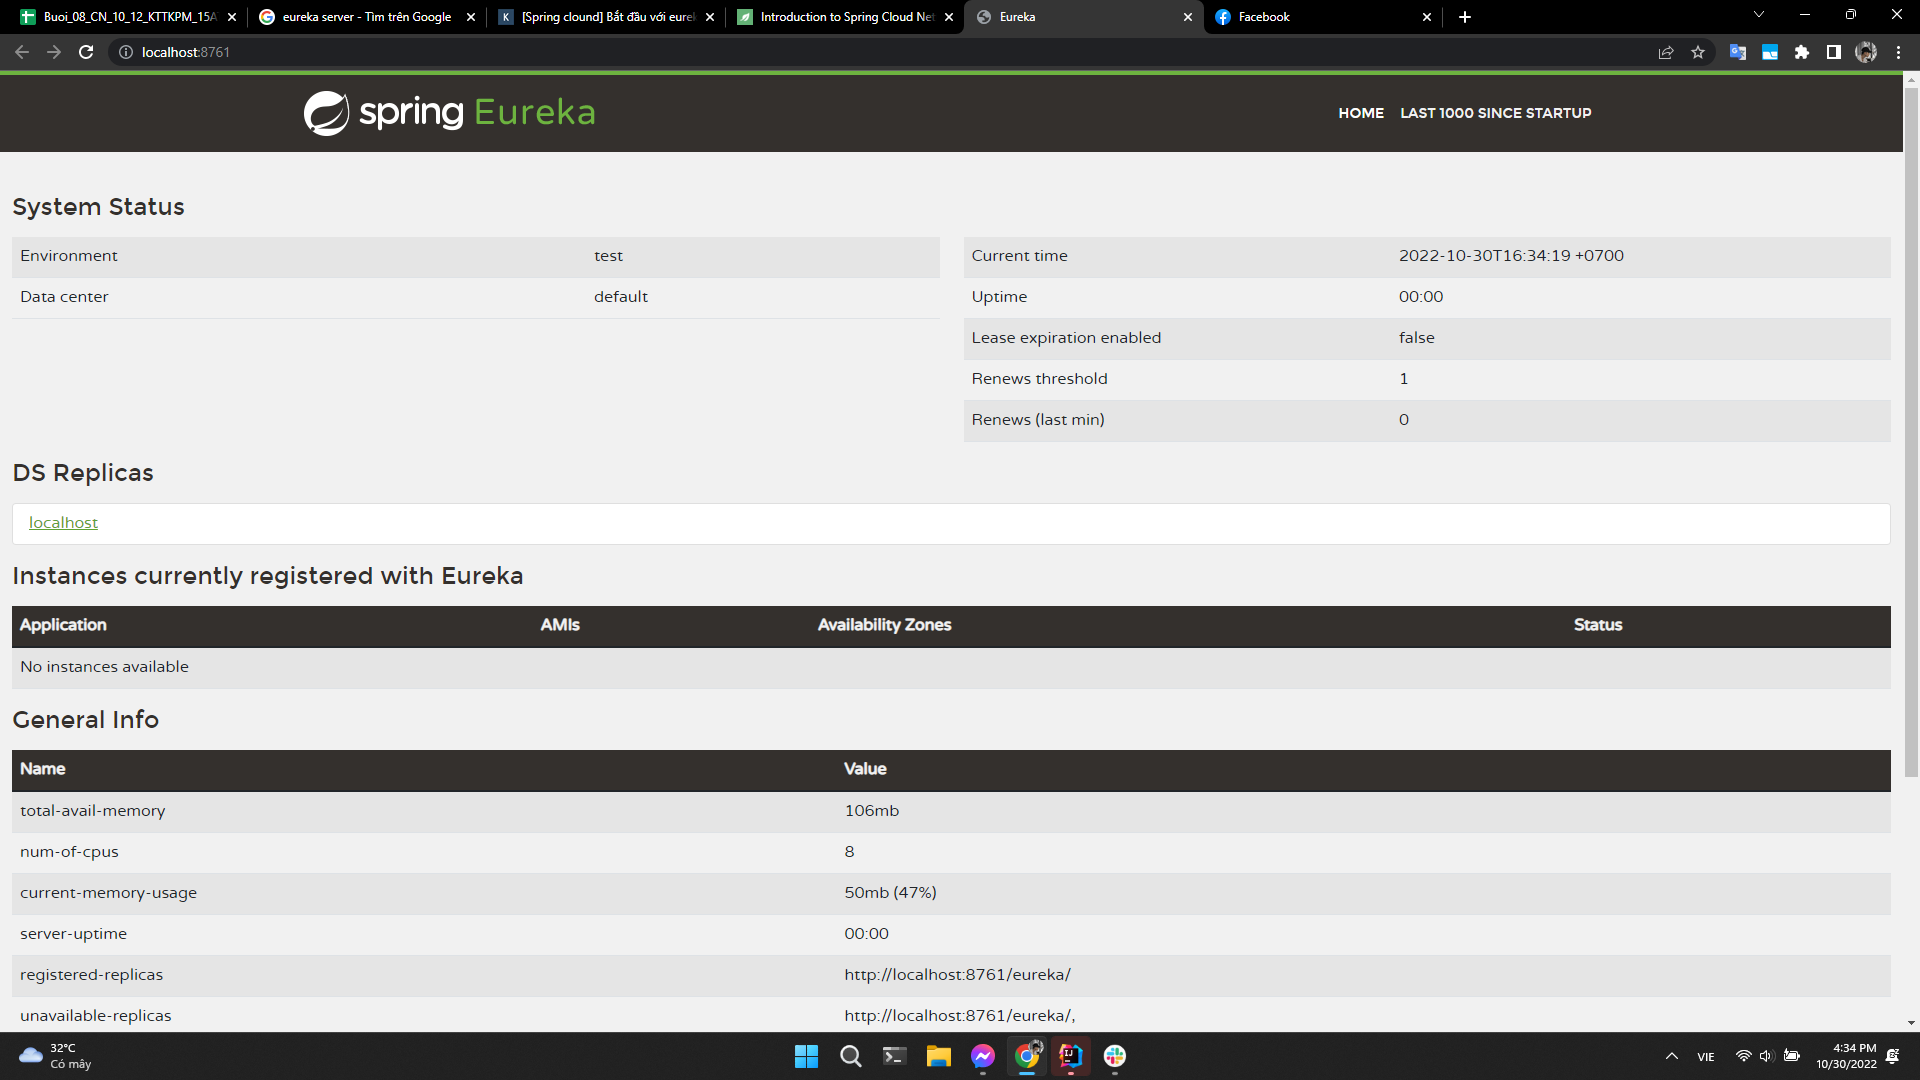 Buoi_08_CN_10_12_KTTKPM_15A
eureka server - Tìm trên Google
[Spring clound] Bắt đầu với eurek
Introduction to Spring Cloud Net
Eureka
Facebook
localhost:8761
spring Eureka
HOME
LAST 1000 SINCE STARTUP
System Status
Environment test
Data center default
Current time 2022-10-30T16:34:19 +0700
Uptime 00:00
Lease expiration enabled false
Renews threshold 1
Renews (last min) 0
DS Replicas
localhost
Instances currently registered with Eureka
Application AMIs Availability Zones Status
No instances available
General Info
Name Value
total-avail-memory 106mb
num-of-cpus 8
current-memory-usage 50mb (47%)
server-uptime 00:00
registered-replicas http://localhost:8761/eureka/
unavailable-replicas http://localhost:8761/eureka/,
32°C
Có mây
VIE
4:34 PM
10/30/2022